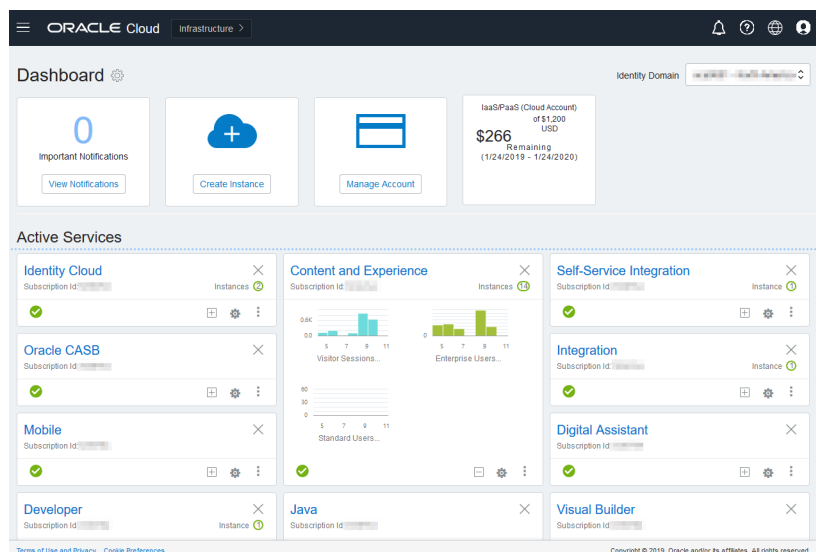 ORACLE Cloud Infrastructure >
Dashboard
Identity Domain
0
Important Notifications
View Notifications
Create Instance
Manage Account
IaaS/PaaS (Cloud Account)
of $1,200
USD
$266
Remaining
(1/24/2019 - 1/24/2020)
Active Services
Identity Cloud
Subscription Id:
Instances 2
Content and Experience
Subscription Id:
Instances 14
0.6K
0.0
5 7 9 11
Visitor Sessions...
0
5 7 9 11
Enterprise Users...
60
30
0
5 7 9 11
Standard Users...
Self-Service Integration
Subscription Id:
Instance 1
Oracle CASB
Subscription Id:
Integration
Subscription Id:
Instance 1
Mobile
Subscription Id:
Digital Assistant
Subscription Id:
Developer
Subscription Id:
Instance 1
Java
Subscription Id:
Visual Builder
Subscription Id:
Terms of Use and Privacy Cookie Preferences
Copyright © 2019, Oracle and/or its affiliates. All rights reserved.